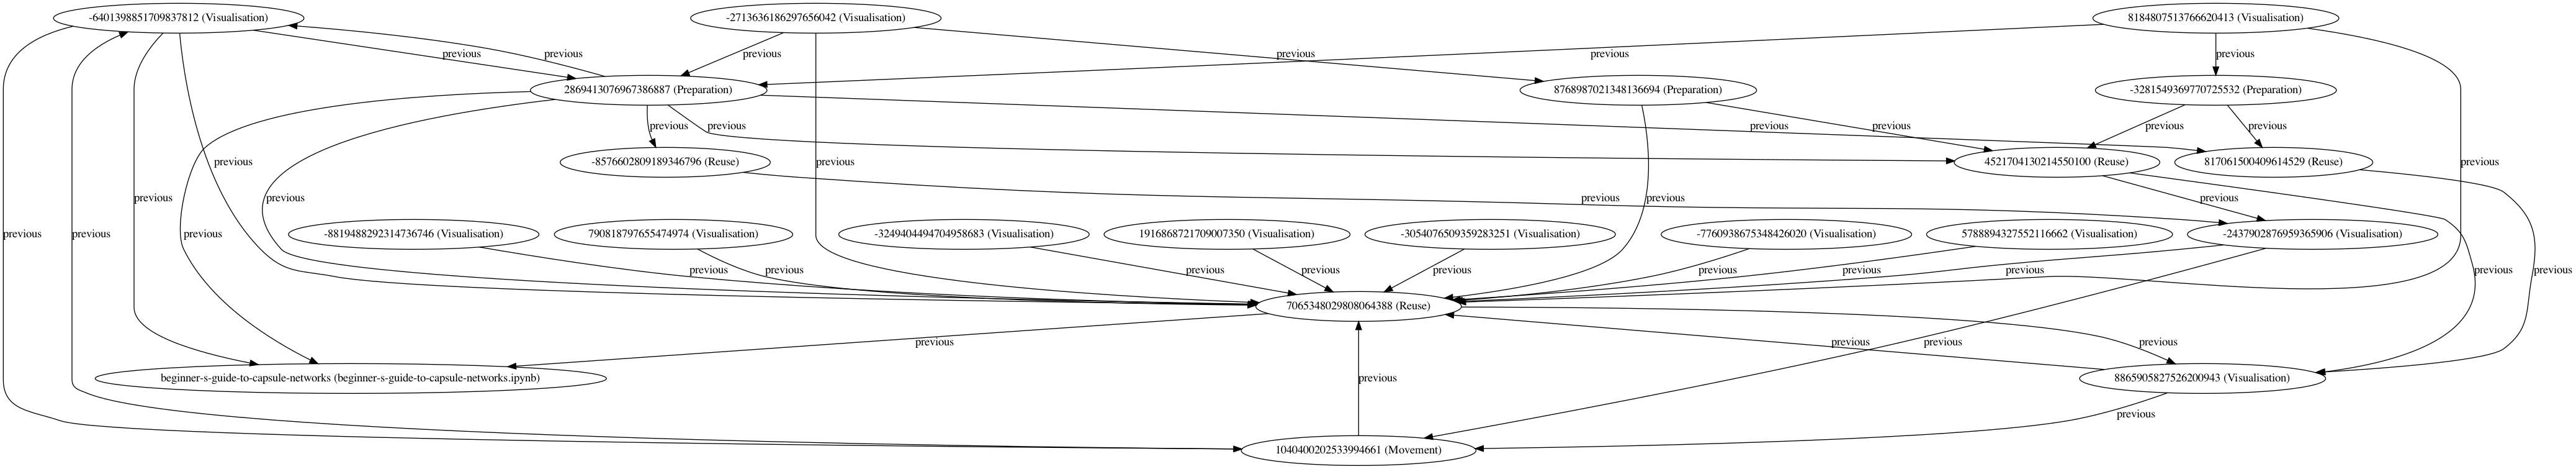 -6401398851709837812 (Visualisation)
-2713636186297656042 (Visualisation)
8184807513766620413 (Visualisation)
previous
previous
previous
previous
previous
previous
2869413076967386887 (Preparation)
8768987021348136694 (Preparation)
-3281549369770725532 (Preparation)
previous
previous
previous
previous
previous
previous
-8576602809189346796 (Reuse)
4521704130214550100 (Reuse)
817061500409614529 (Reuse)
previous
previous
previous
previous
previous
previous
previous
previous
previous
-8819488292314736746 (Visualisation)
790818797655474974 (Visualisation)
-3249404494704958683 (Visualisation)
1916868721709007350 (Visualisation)
-3054076509359283251 (Visualisation)
-7760938675348426020 (Visualisation)
5788894327552116662 (Visualisation)
-2437902876959365906 (Visualisation)
previous
previous
previous
previous
previous
previous
previous
previous
previous
previous
previous
previous
previous
7065348029808064388 (Reuse)
previous
previous
previous
previous
beginner-s-guide-to-capsule-networks (beginner-s-guide-to-capsule-networks.ipynb)
8865905827526200943 (Visualisation)
previous
previous
1040400202533994661 (Movement)